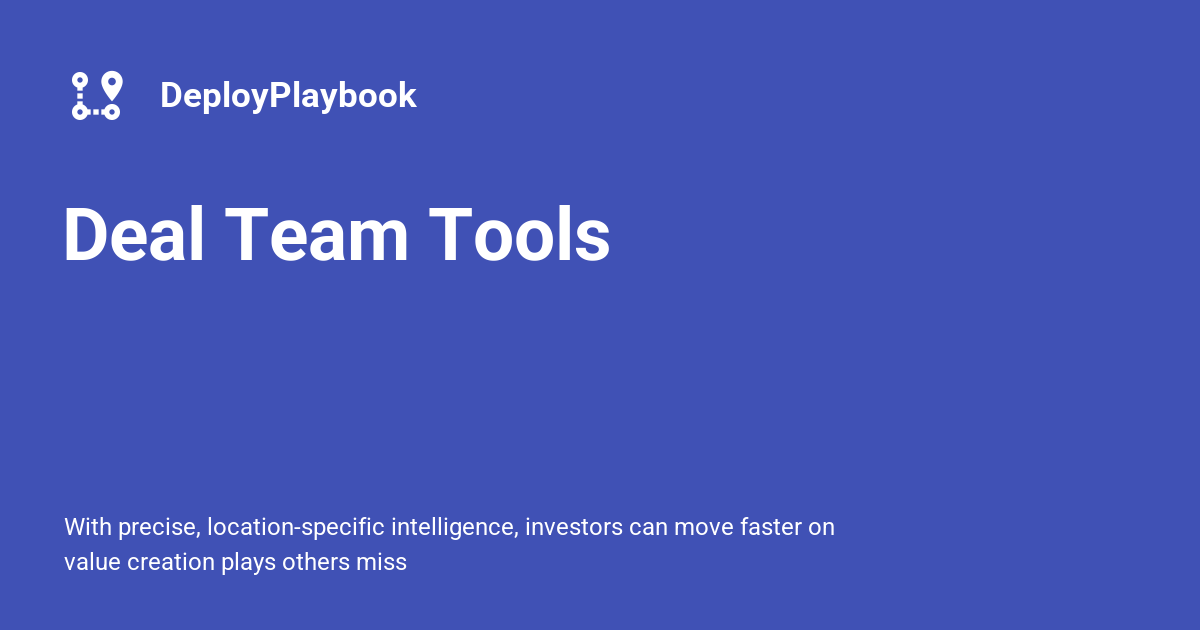 DeployPlaybook
Deal Team Tools
With precise, location-specific intelligence, investors can move faster on
value creation plays others miss